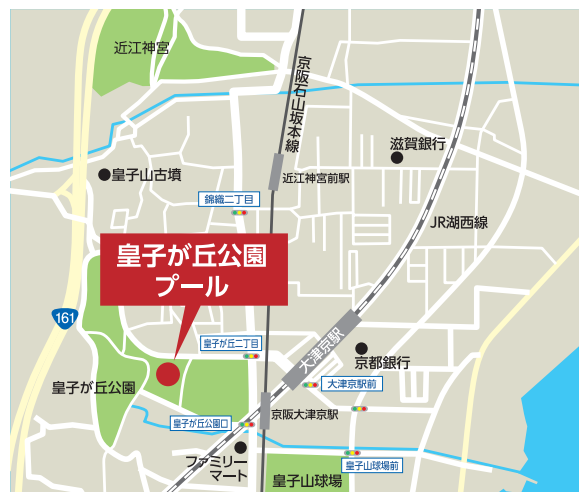 近江神宮
京阪石山坂本線
滋賀銀行
皇子山古墳
近江神宮前駅
錦織二丁目
JR湖西線
皇子が丘公園
プール
161
皇子が丘二丁目
大津京駅
京都銀行
皇子が丘公園
大津京駅前
京阪大津京駅
皇子が丘公園口
ファミリー
マート
皇子山球場前
皇子山球場